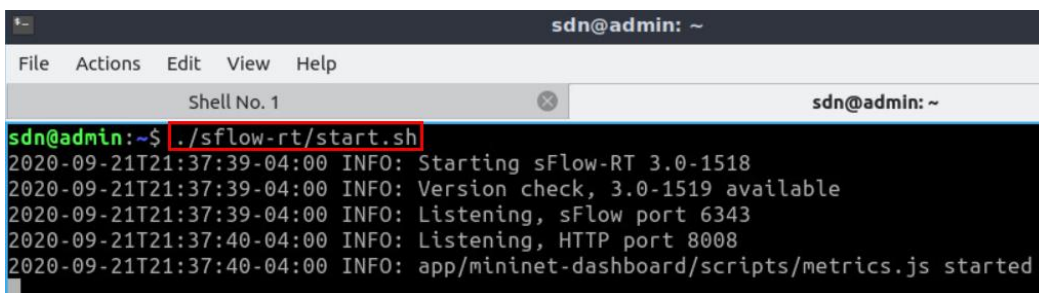 sdn@admin: ~
File Actions Edit View Help
Shell No. 1 sdn@admin: ~
sdn@admin:~$ ./sflow-rt/start.sh
2020-09-21T21:37:39-04:00 INFO: Starting sFlow-RT 3.0-1518
2020-09-21T21:37:39-04:00 INFO: Version check, 3.0-1519 available
2020-09-21T21:37:39-04:00 INFO: Listening, sFlow port 6343
2020-09-21T21:37:40-04:00 INFO: Listening, HTTP port 8008
2020-09-21T21:37:40-04:00 INFO: app/mininet-dashboard/scripts/metrics.js started